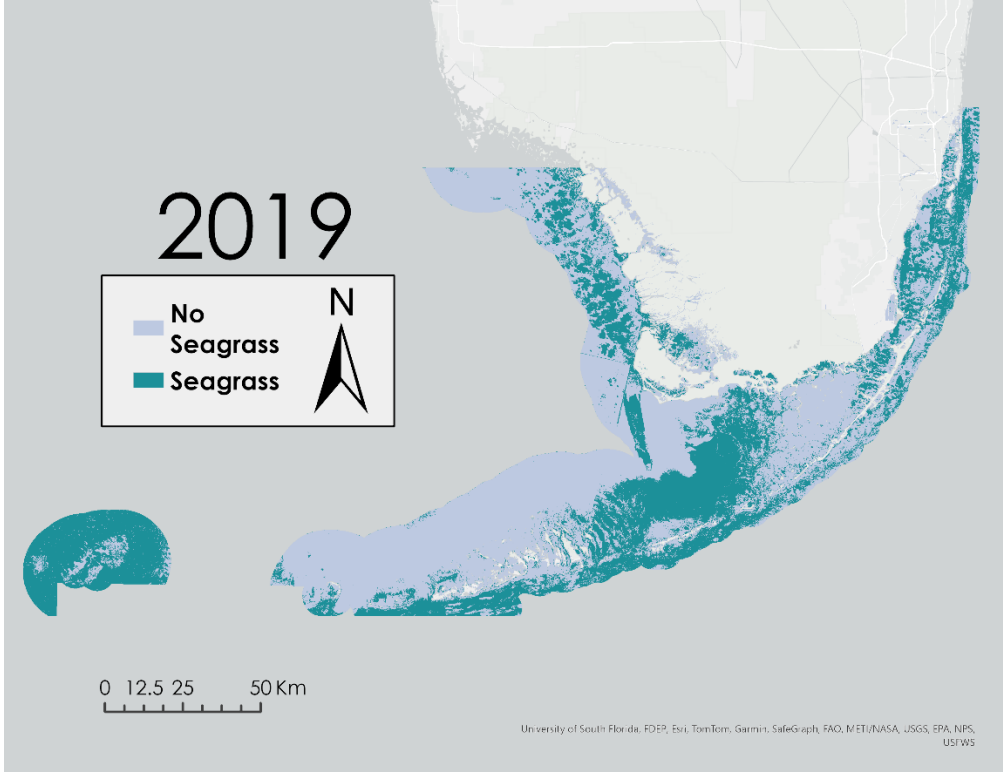 2019
N
No
Seagrass
Seagrass
0 12.5 25 50 Km
University of South Florida, FDEP, Esri, TomTom, Garmin, SafeGraph, FAO, METI/NASA, USGS, EPA, NPS,
USFWS